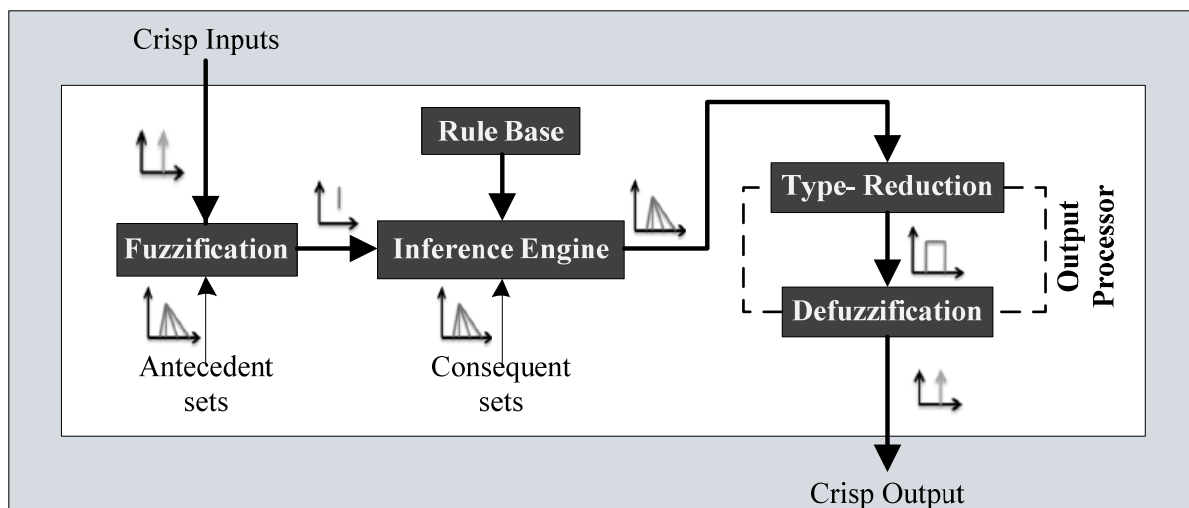 Crisp Inputs
Rule Base
Fuzzification
Inference Engine
Antecedent
sets
Consequent
sets
Type- Reduction
Output
Processor
Defuzzification
Crisp Output